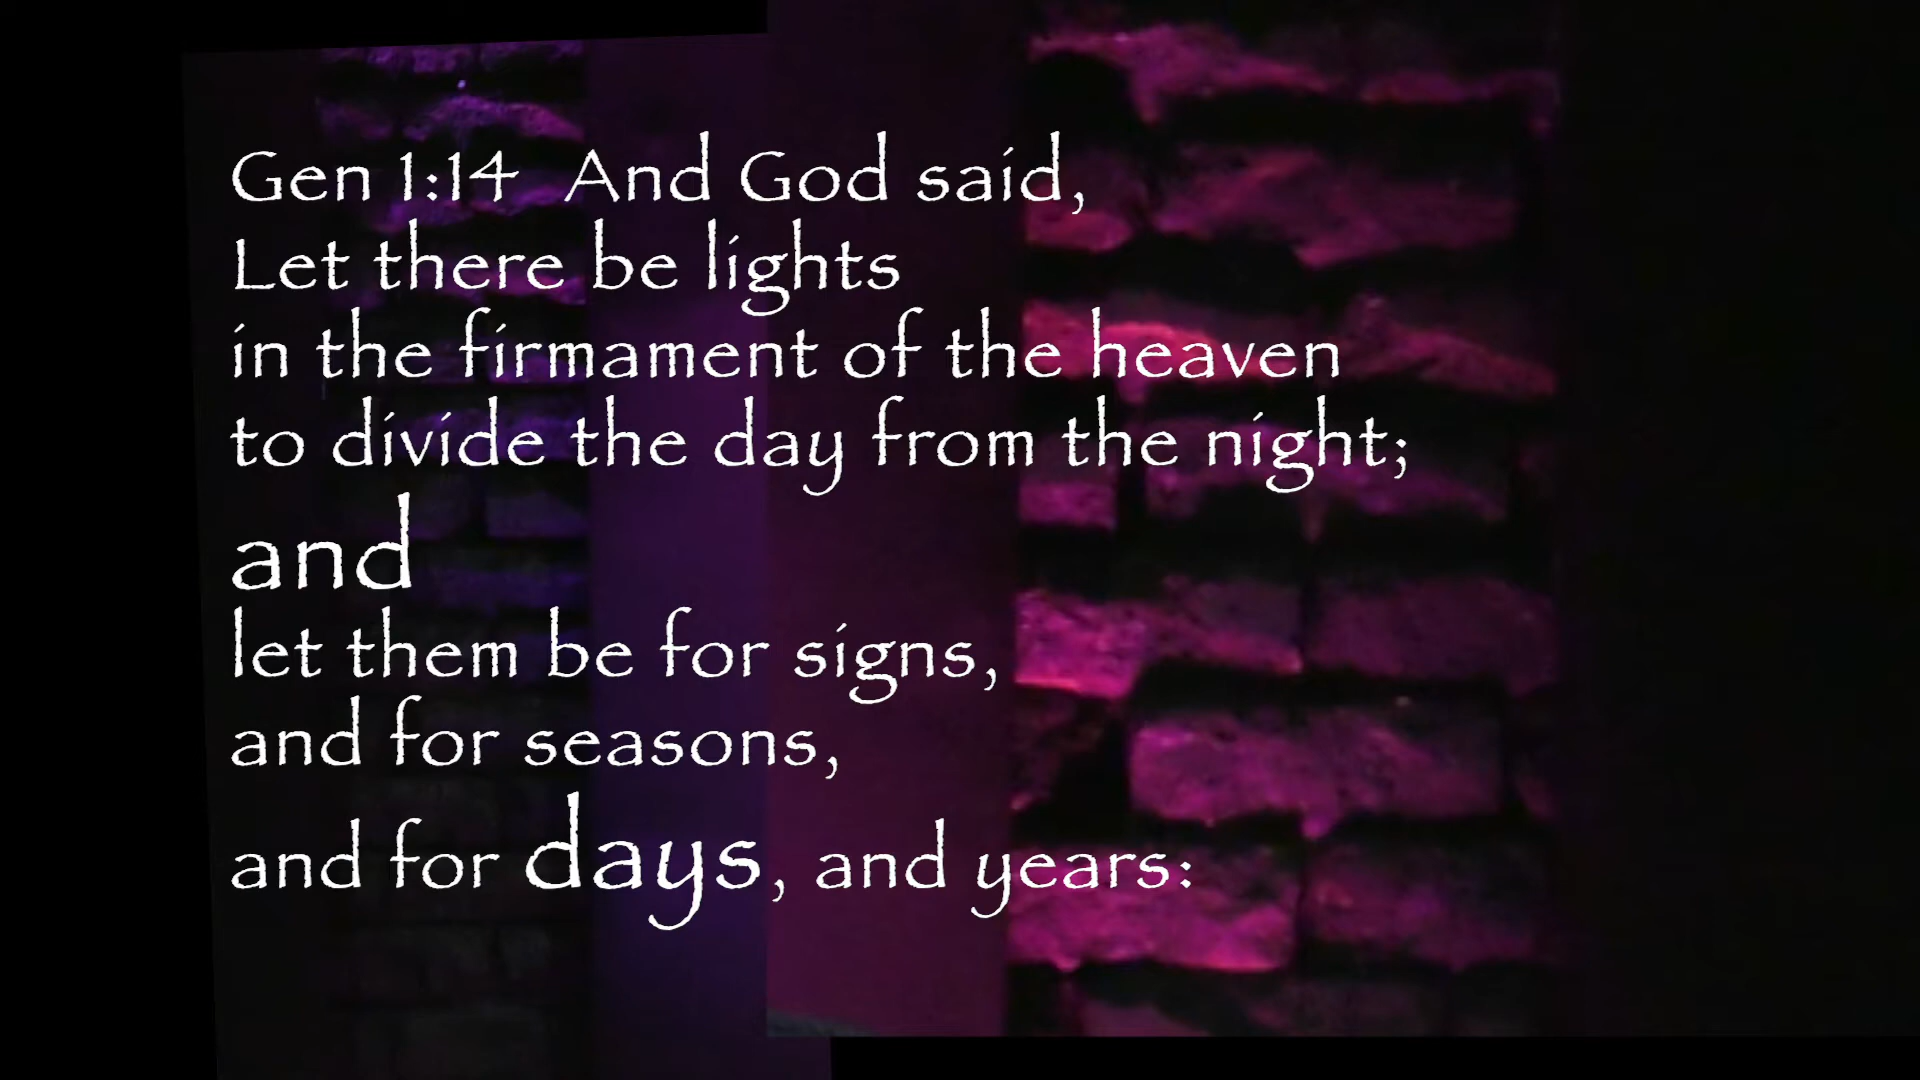 Gen 1:14 And God said,
Let there be lights
in the firmament of the heaven
to divide the day from the night;
and
let them be for signs,
and for seasons,
and for days, and years: